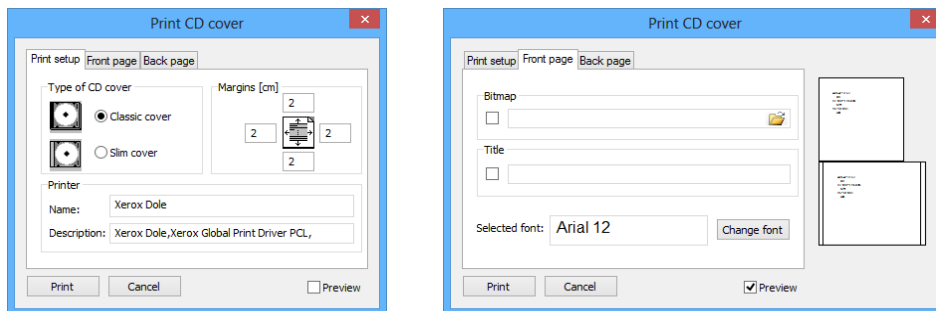 Print CD cover
Print setup Front page Back page
Type of CD cover
Classic cover
Slim cover
Margins [cm]
2
2 2
2
Printer
Name: Xerox Dole
Description: Xerox Dole,Xerox Global Print Driver PCL,
Print Cancel Preview
Print CD cover
Print setup Front page Back page
Bitmap
Title
Selected font: Arial 12 Change font
Print Cancel Preview